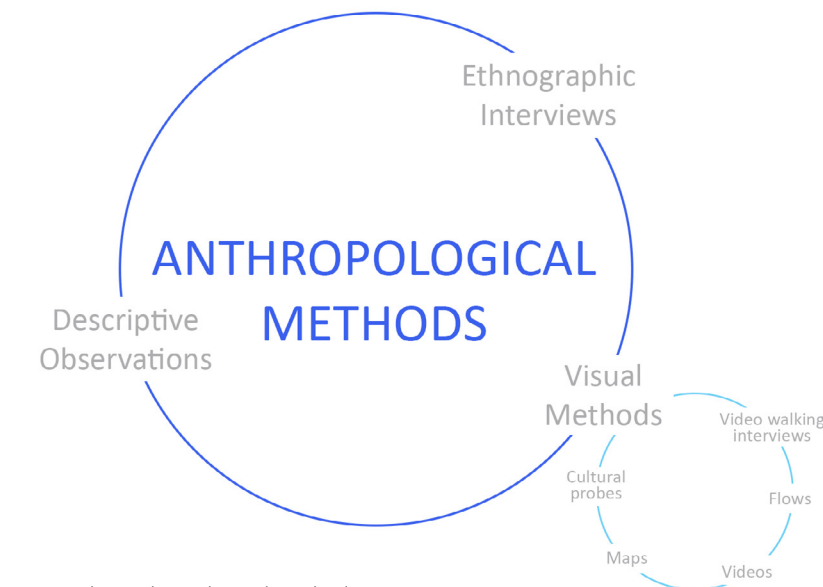 Ethnographic
Interviews
ANTHROPOLOGICAL
METHODS
Descriptive
Observations
Visual
Methods
Video walking
interviews
Cultural
probes
Flows
Maps
Videos